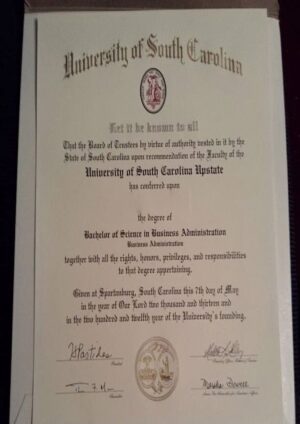 University of South Carolina
Let it be known to all
That the Board of Trustees by virtue of authority vested in it by the
State of South Carolina upon recommendation of the Faculty of the
University of South Carolina Upstate
has conferred upon
the degree of
Bachelor of Science in Business Administration
Business Administration
together with all the rights, honors, privileges, and responsibilities
to that degree appertaining.
Given at Spartanburg, South Carolina this 7th day of May
in the year of Our Lord two thousand and thirteen and
in the two hundred and twelfth year of the University's founding.
President
Chancellor